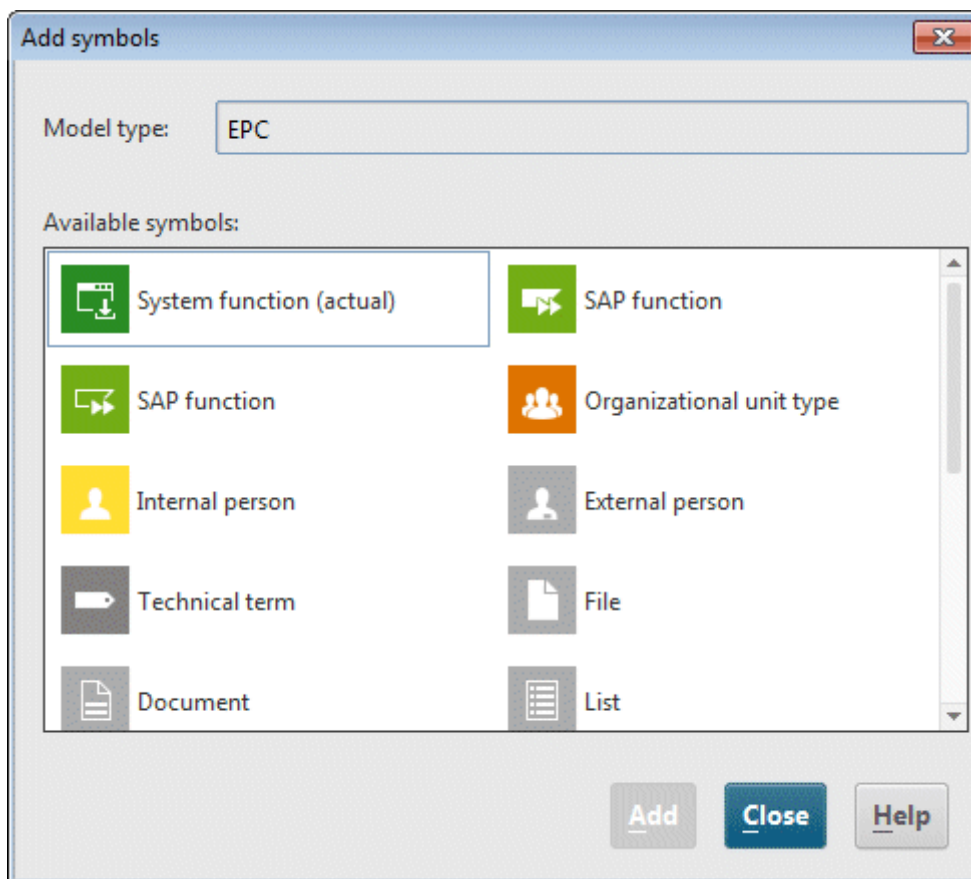 Add symbols
Model type: EPC
Available symbols:
System function (actual) SAP function
SAP function Organizational unit type
Internal person External person
Technical term File
Document List
Add Close Help